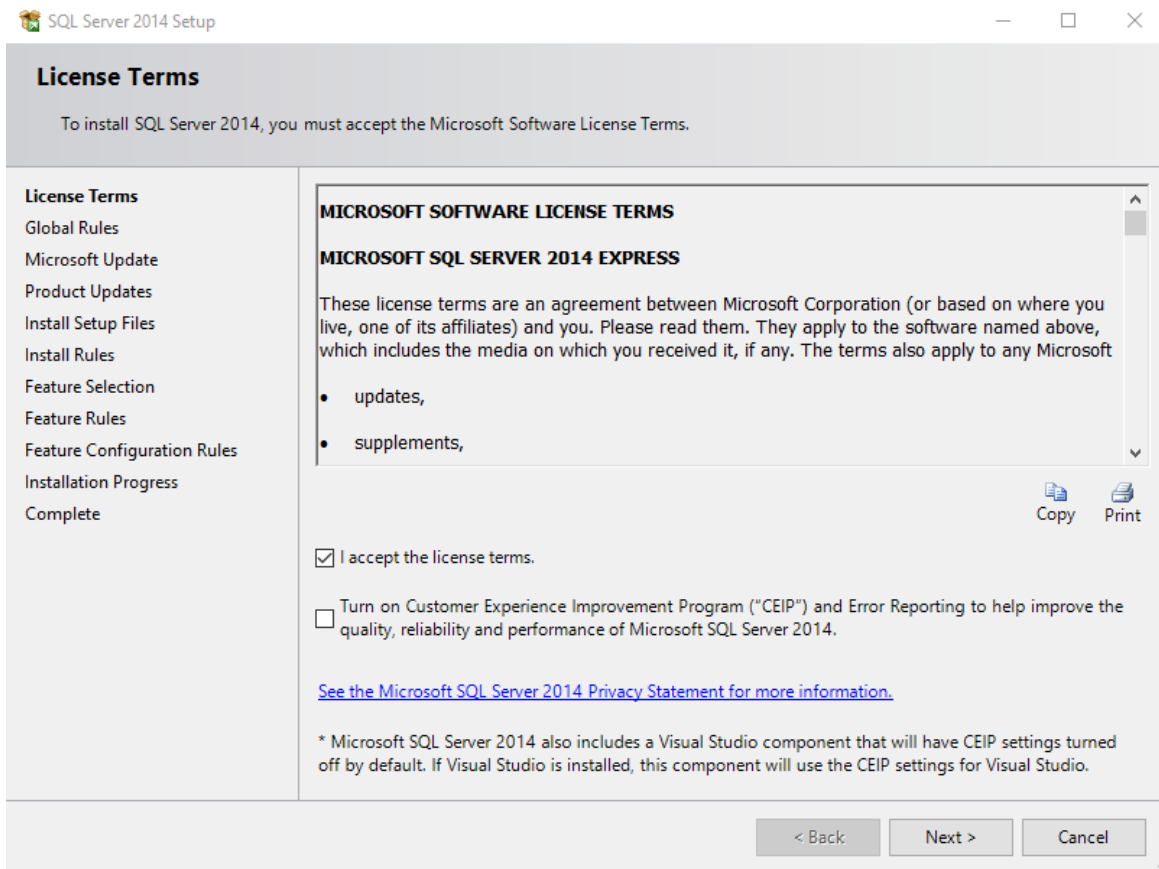 SQL Server 2014 Setup
License Terms
To install SQL Server 2014, you must accept the Microsoft Software License Terms.
License Terms
Global Rules
Microsoft Update
Product Updates
Install Setup Files
Install Rules
Feature Selection
Feature Rules
Feature Configuration Rules
Installation Progress
Complete
MICROSOFT SOFTWARE LICENSE TERMS
MICROSOFT SQL SERVER 2014 EXPRESS
These license terms are an agreement between Microsoft Corporation (or based on where you
live, one of its affiliates) and you. Please read them. They apply to the software named above,
which includes the media on which you received it, if any. The terms also apply to any Microsoft
• updates,
• supplements,
Copy Print
I accept the license terms.
Turn on Customer Experience Improvement Program (“CEIP”) and Error Reporting to help improve the
quality, reliability and performance of Microsoft SQL Server 2014.
See the Microsoft SQL Server 2014 Privacy Statement for more information.
* Microsoft SQL Server 2014 also includes a Visual Studio component that will have CEIP settings turned
off by default. If Visual Studio is installed, this component will use the CEIP settings for Visual Studio.
< Back Next > Cancel